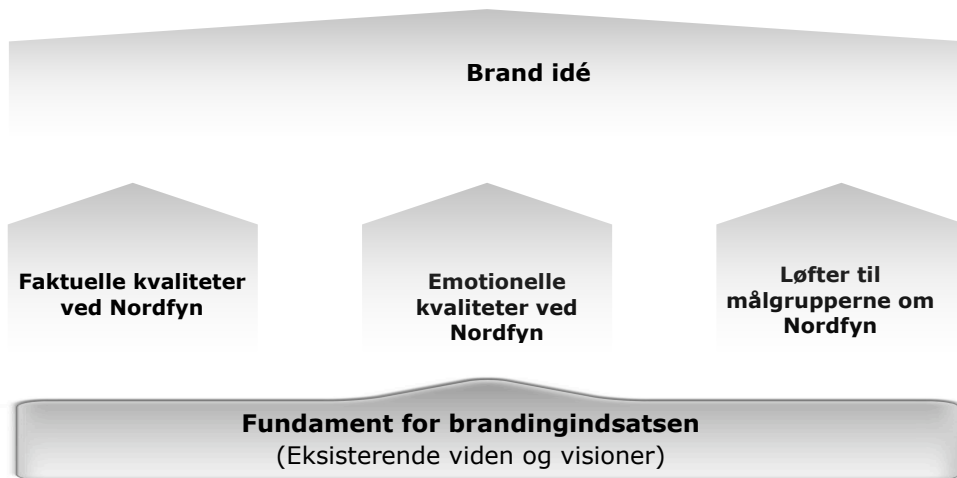 Brand idé
Faktuelle kvaliteter
ved Nordfyn
Emotionelle
kvaliteter ved
Nordfyn
Løfter til
målgrupperne om
Nordfyn
Fundament for brandingindsatsen
(Eksisterende viden og visioner)